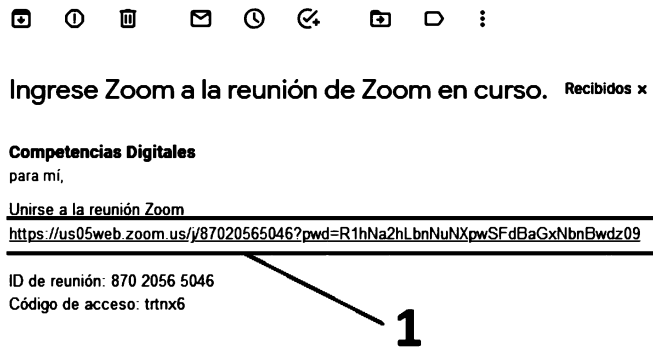 Ingrese Zoom a la reunión de Zoom en curso. Recibidos x
Competencias Digitales
para mí,
Unirse a la reunión Zoom
https://us05web.zoom.us/j/87020565046?pwd=R1hNa2hLbnNuNXpwSFdBaGxNbnBwdz09
ID de reunión: 870 2056 5046
Código de acceso: trtnx6
1